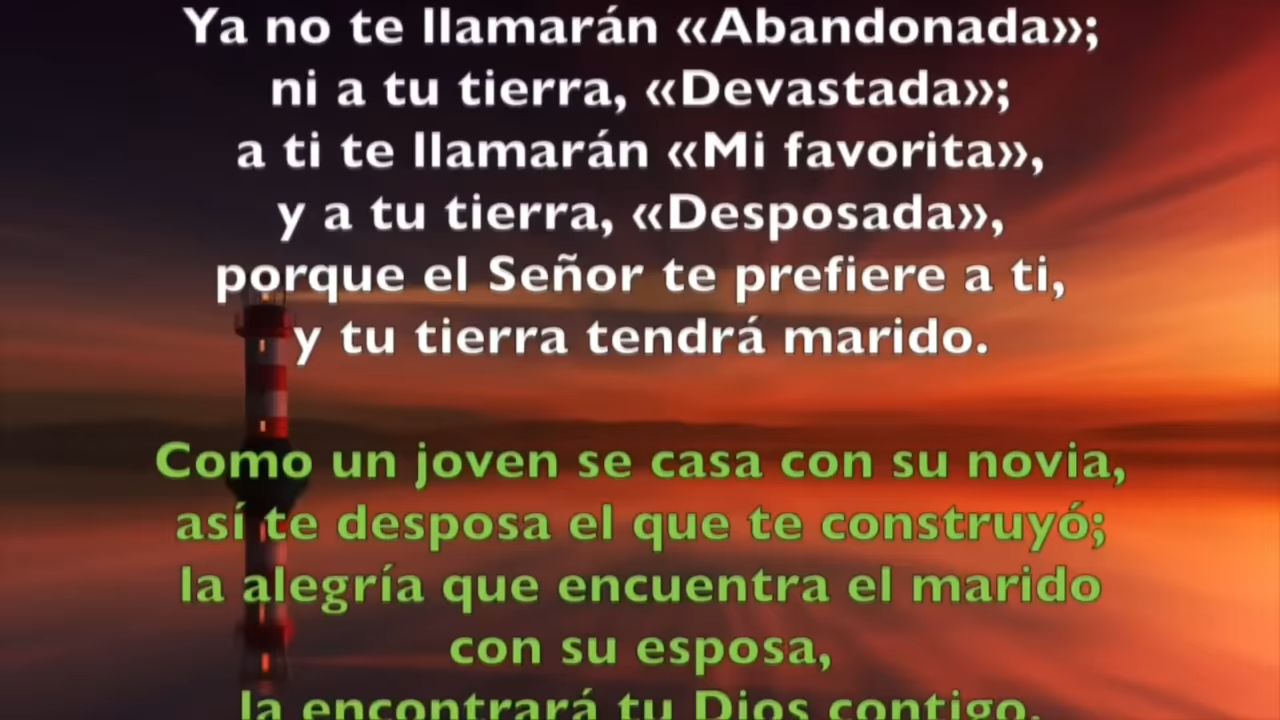 Ya no te llamarán «Abandonada»;
ni a tu tierra, «Devastada»;
a ti te llamarán «Mi favorita»,
y a tu tierra, «Desposada»,
porque el Señor te prefiere a ti,
y tu tierra tendrá marido.
Como un joven se casa con su novia,
así te desposa el que te construyó;
la alegría que encuentra el marido
con su esposa,
la encontrará tu Dios contigo.